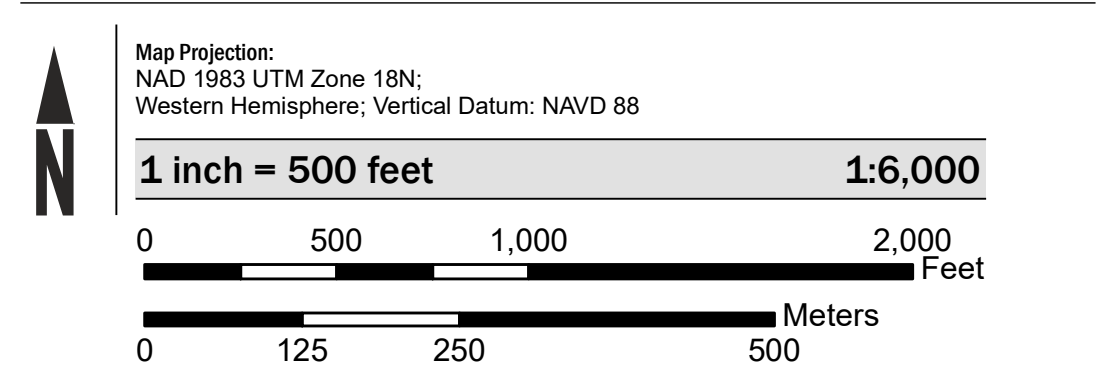 N
Map Projection:
NAD 1983 UTM Zone 18N;
Western Hemisphere; Vertical Datum: NAVD 88
1 inch = 500 feet 1:6,000
0 500 1,000 2,000
Feet
Meters
0 125 250 500